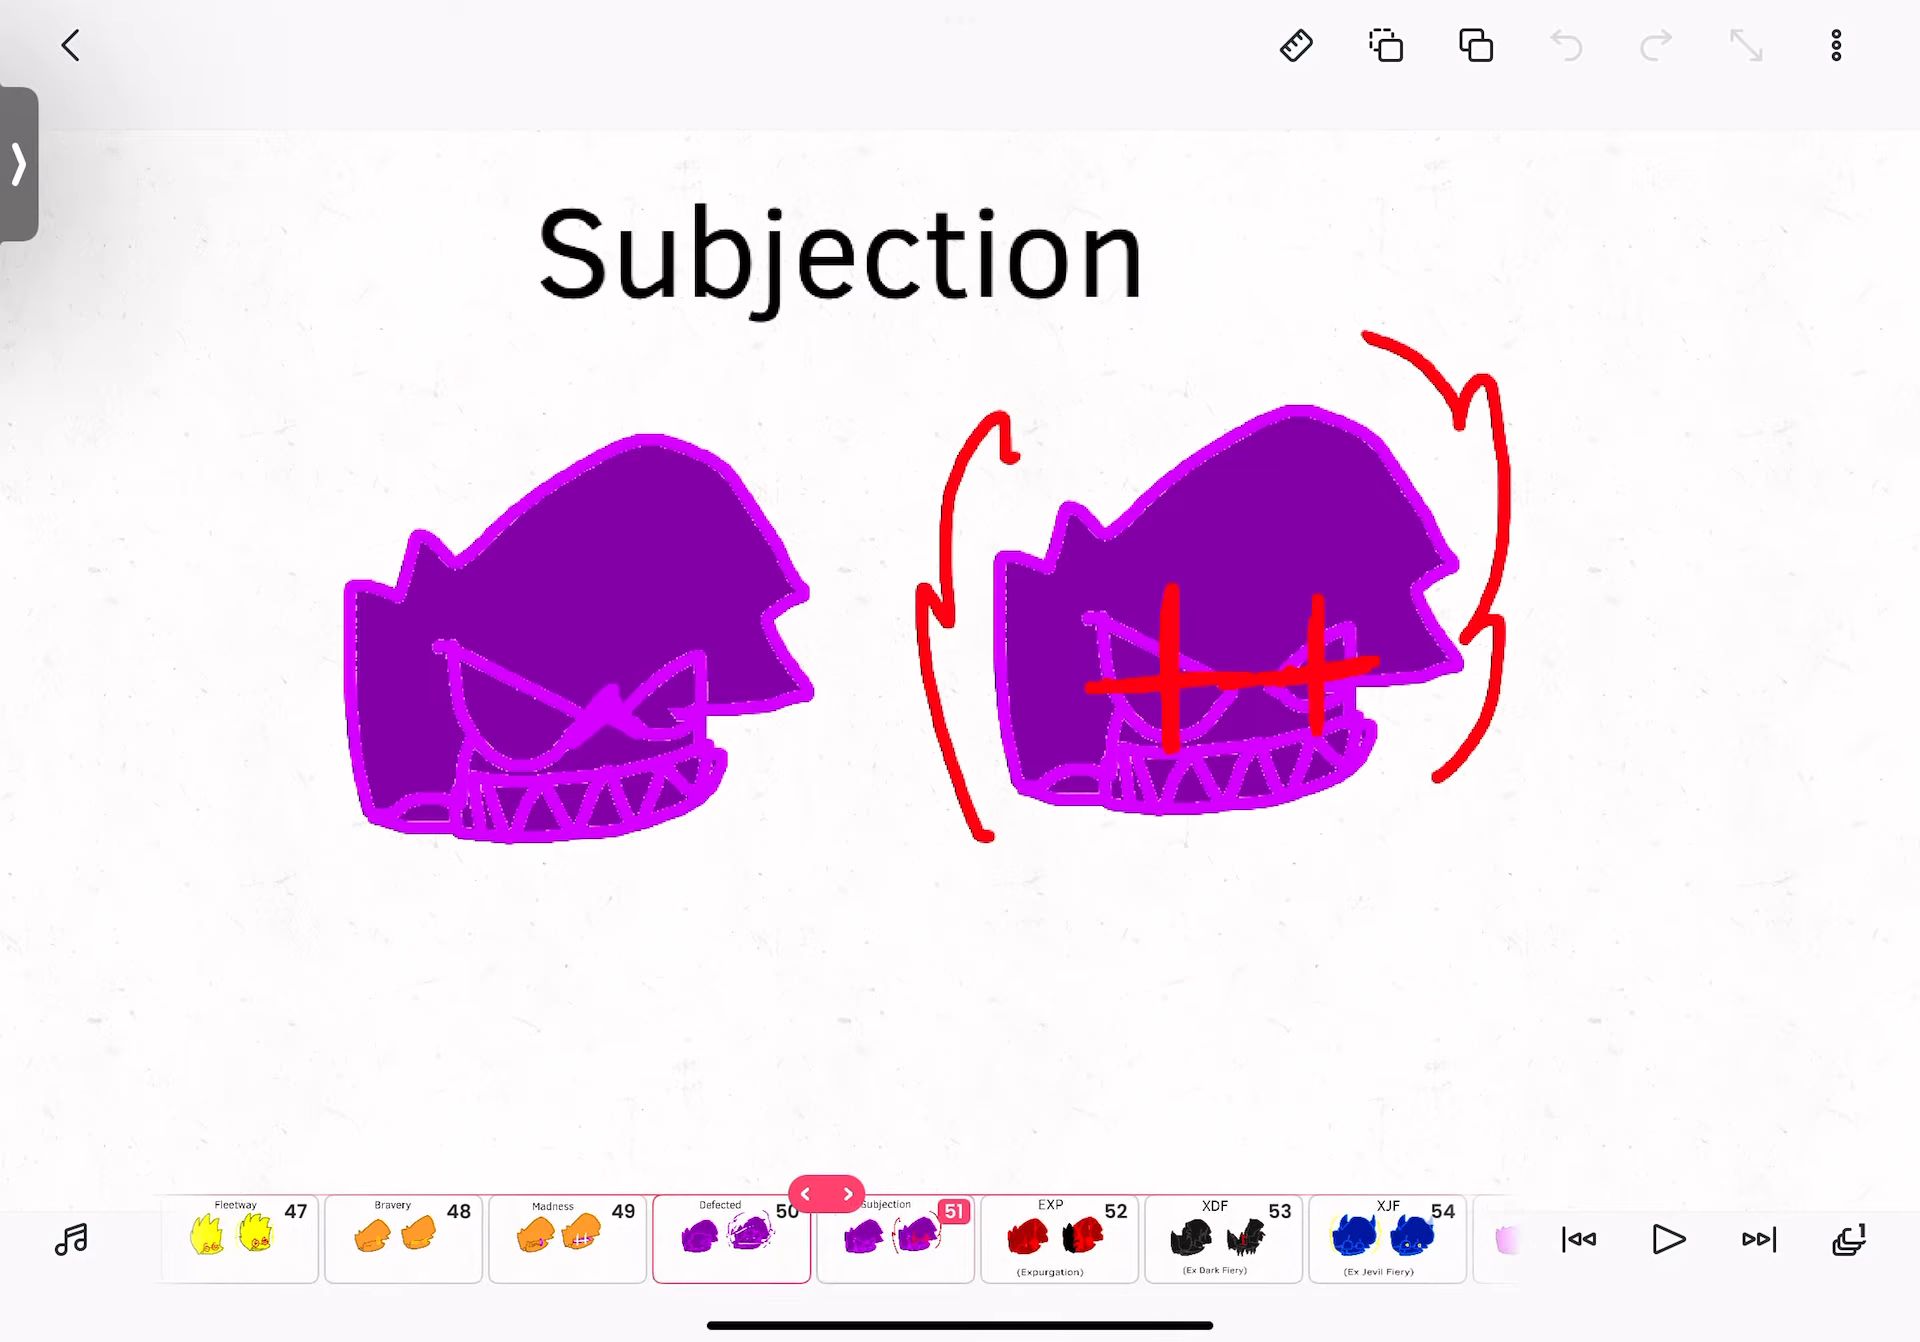 Subjection
Fleetway 47
Bravery 48
Madness 49
Defected 50
Subjection 51
EXP 52
(Expurgation)
XDF 53
(Ex Dark Fiery)
XJF 54
(Ex Jevil Fiery)
1